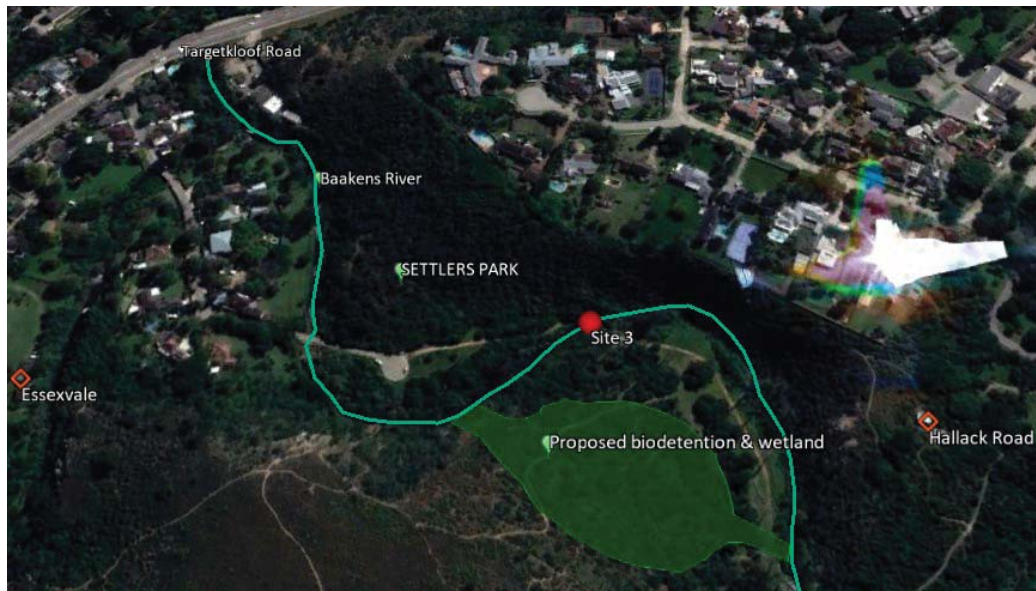 Targetkloof Road
Baakens River
SETTLERS PARK
Site 3
Essexvale
Proposed biodetention & wetland
Hallack Road